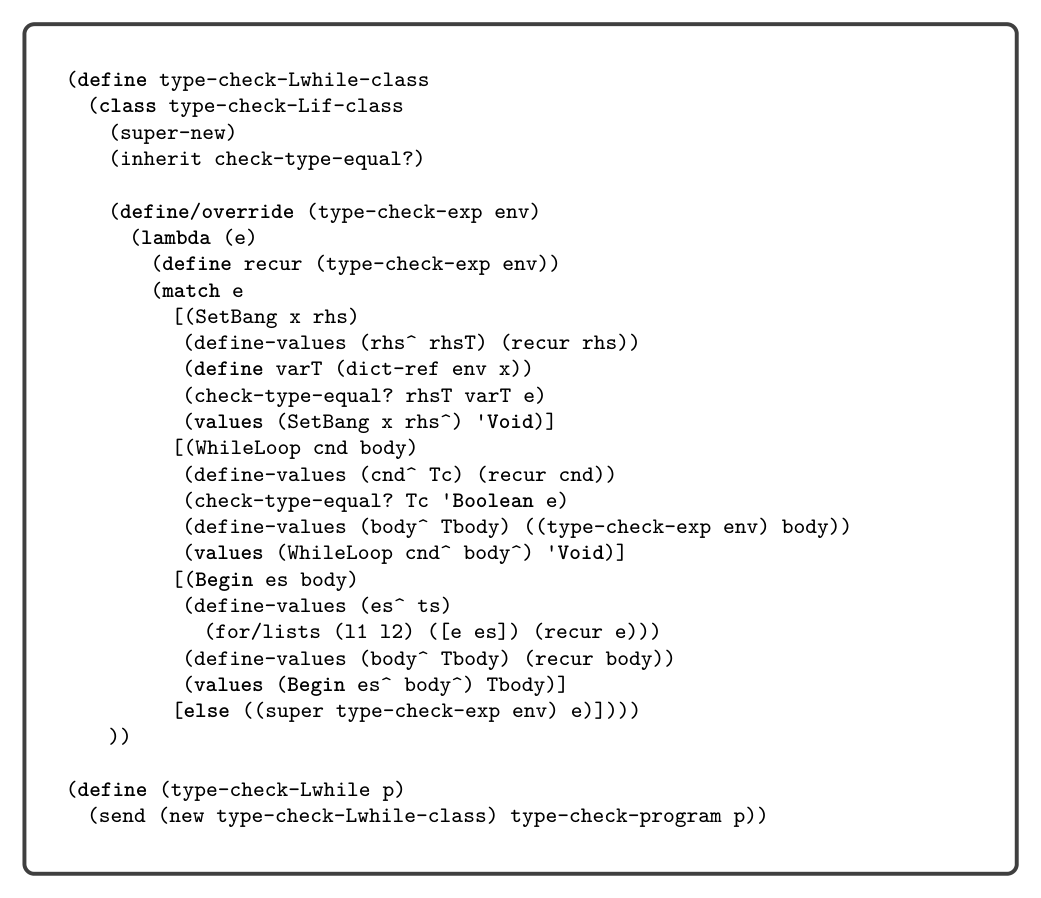 (define type-check-Lwhile-class
  (class type-check-Lif-class
    (super-new)
    (inherit check-type-equal?)

    (define/override (type-check-exp env)
      (lambda (e)
        (define recur (type-check-exp env))
        (match e
          [(SetBang x rhs)
           (define-values (rhs^ rhsT) (recur rhs))
           (define varT (dict-ref env x))
           (check-type-equal? rhsT varT e)
           (values (SetBang x rhs^) 'Void)]
          [(WhileLoop cnd body)
           (define-values (cnd^ Tc) (recur cnd))
           (check-type-equal? Tc 'Boolean e)
           (define-values (body^ Tbody) ((type-check-exp env) body))
           (values (WhileLoop cnd^ body^) 'Void)]
          [(Begin es body)
           (define-values (es^ ts)
             (for/lists (l1 l2) ([e es]) (recur e)))
           (define-values (body^ Tbody) (recur body))
           (values (Begin es^ body^) Tbody)]
          [else ((super type-check-exp env) e)])))
    ))

(define (type-check-Lwhile p)
  (send (new type-check-Lwhile-class) type-check-program p))